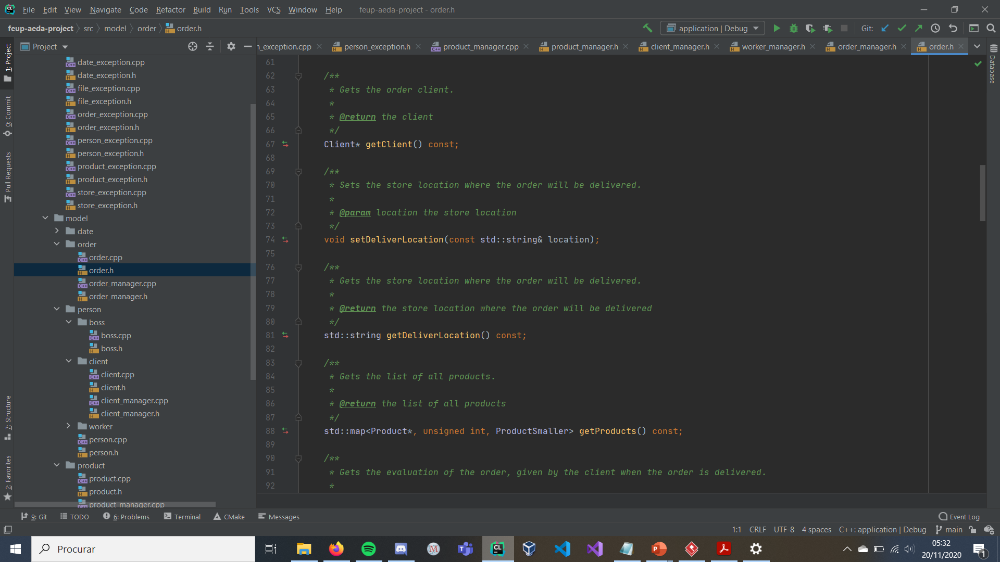 File Edit View Navigate Code Refactor Build Run Tools VCS Window Help feup-aeda-project - order.h
feup-aeda-project src model order order.h application | Debug Git:
Project n_exception.cpp person_exception.h product_manager.cpp product_manager.h client_manager.h worker_manager.h order_manager.h order.h
1: Project
0: Commit
Pull Requests
7: Structure
2: Favorites
date_exception.cpp
date_exception.h
file_exception.cpp
file_exception.h
order_exception.cpp
order_exception.h
person_exception.cpp
person_exception.h
product_exception.cpp
product_exception.h
store_exception.cpp
store_exception.h
model
date
order
order.cpp
order.h
order_manager.cpp
order_manager.h
person
boss
boss.cpp
boss.h
client
client.cpp
client.h
client_manager.cpp
client_manager.h
worker
person.cpp
person.h
product
product.cpp
product.h
product_manager.cpp
61
62 /**
63 * Gets the order client.
64 *
65 * @return the client
66 */
67 Client* getClient() const;
68
69 /**
70 * Sets the store location where the order will be delivered.
71 *
72 * @param location the store location
73 */
74 void setDeliverLocation(const std::string& location);
75
76 /**
77 * Gets the store location where the order will be delivered.
78 *
79 * @return the store location where the order will be delivered
80 */
81 std::string getDeliverLocation() const;
82
83 /**
84 * Gets the list of all products.
85 *
86 * @return the list of all products
87 */
88 std::map<Product*, unsigned int, ProductSmaller> getProducts() const;
89
90 /**
91 * Gets the evaluation of the order, given by the client when the order is delivered.
92 *
Database
9: Git TODO 6: Problems Terminal CMake Messages Event Log
1:1 CRLF UTF-8 4 spaces C++: application | Debug main
Procurar
05:32
20/11/2020
1